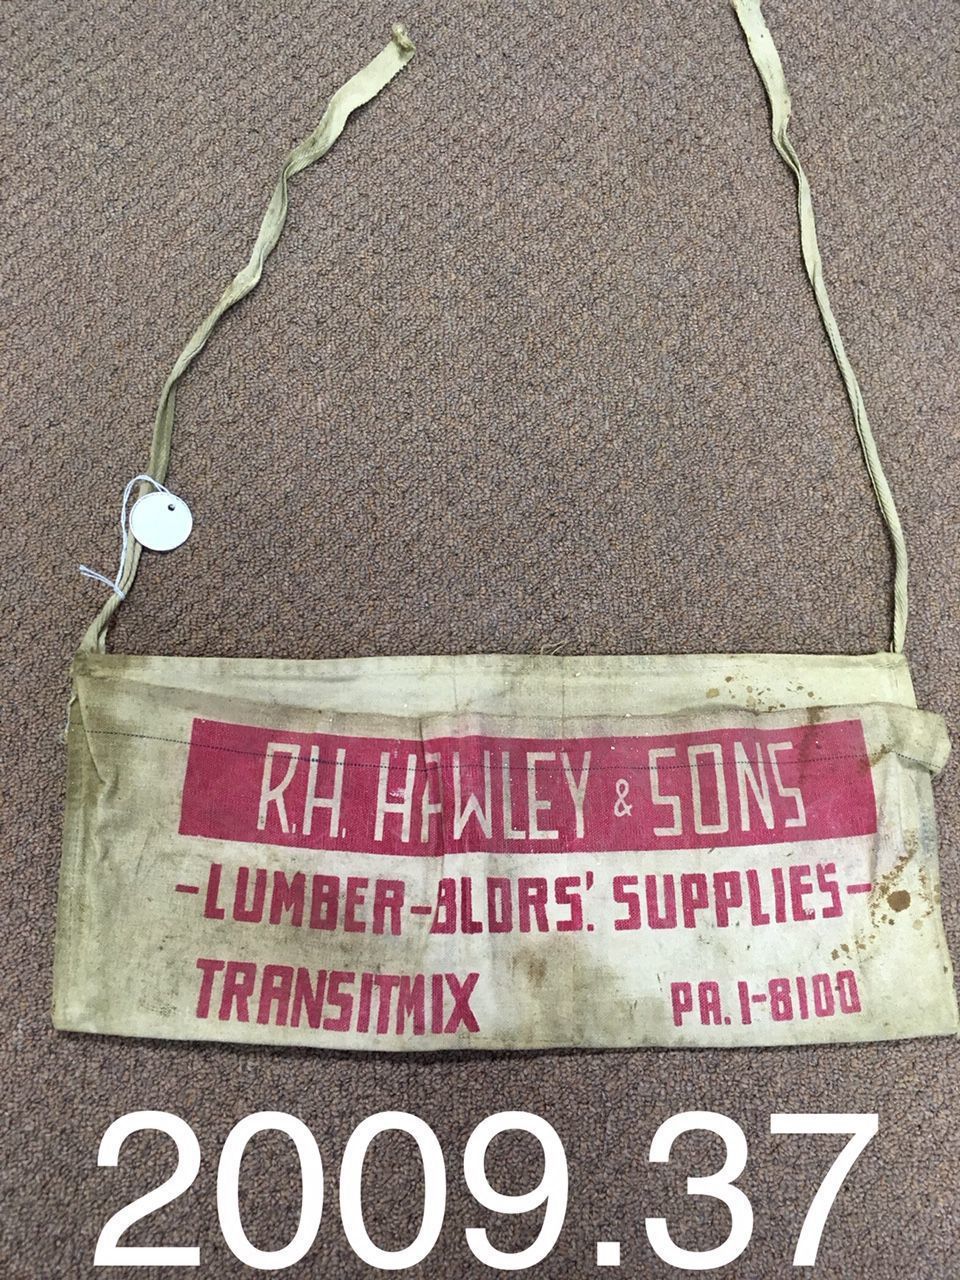 R.H. HAWLEY & SONS
-LUMBER-BLDRS'. SUPPLIES-
TRANSITMIX PA. 1-8100
2009.37